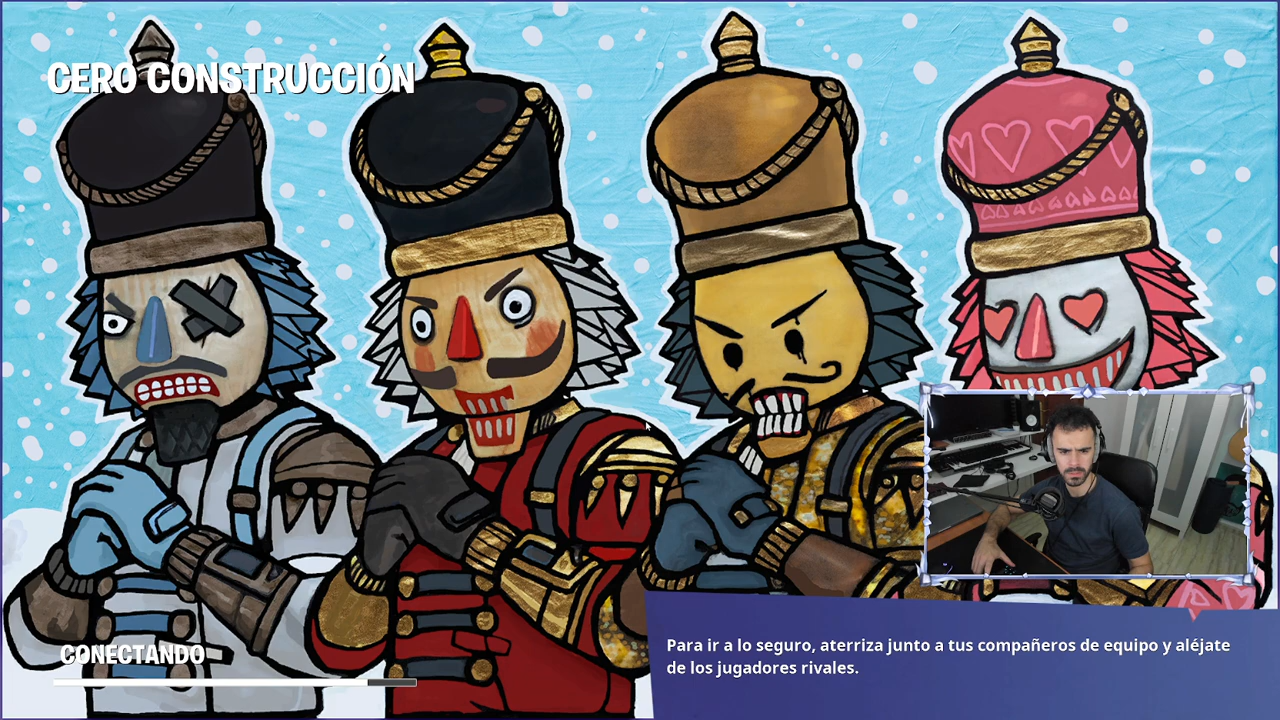 CERO CONSTRUCCIÓN
CONECTANDO
Para ir a lo seguro, aterriza junto a tus compañeros de equipo y aléjate
de los jugadores rivales.